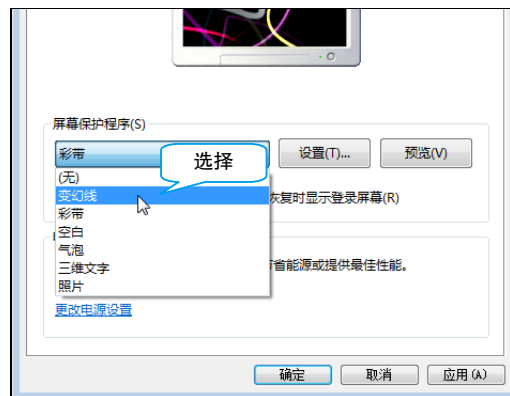 屏幕保护程序(S)
彩带
选择
设置(T)...
预览(V)
(无)
变幻线
恢复时显示登录屏幕(R)
彩带
空白
气泡
三维文字
省能源或提供最佳性能。
照片
更改电源设置
确定
取消
应用(A)